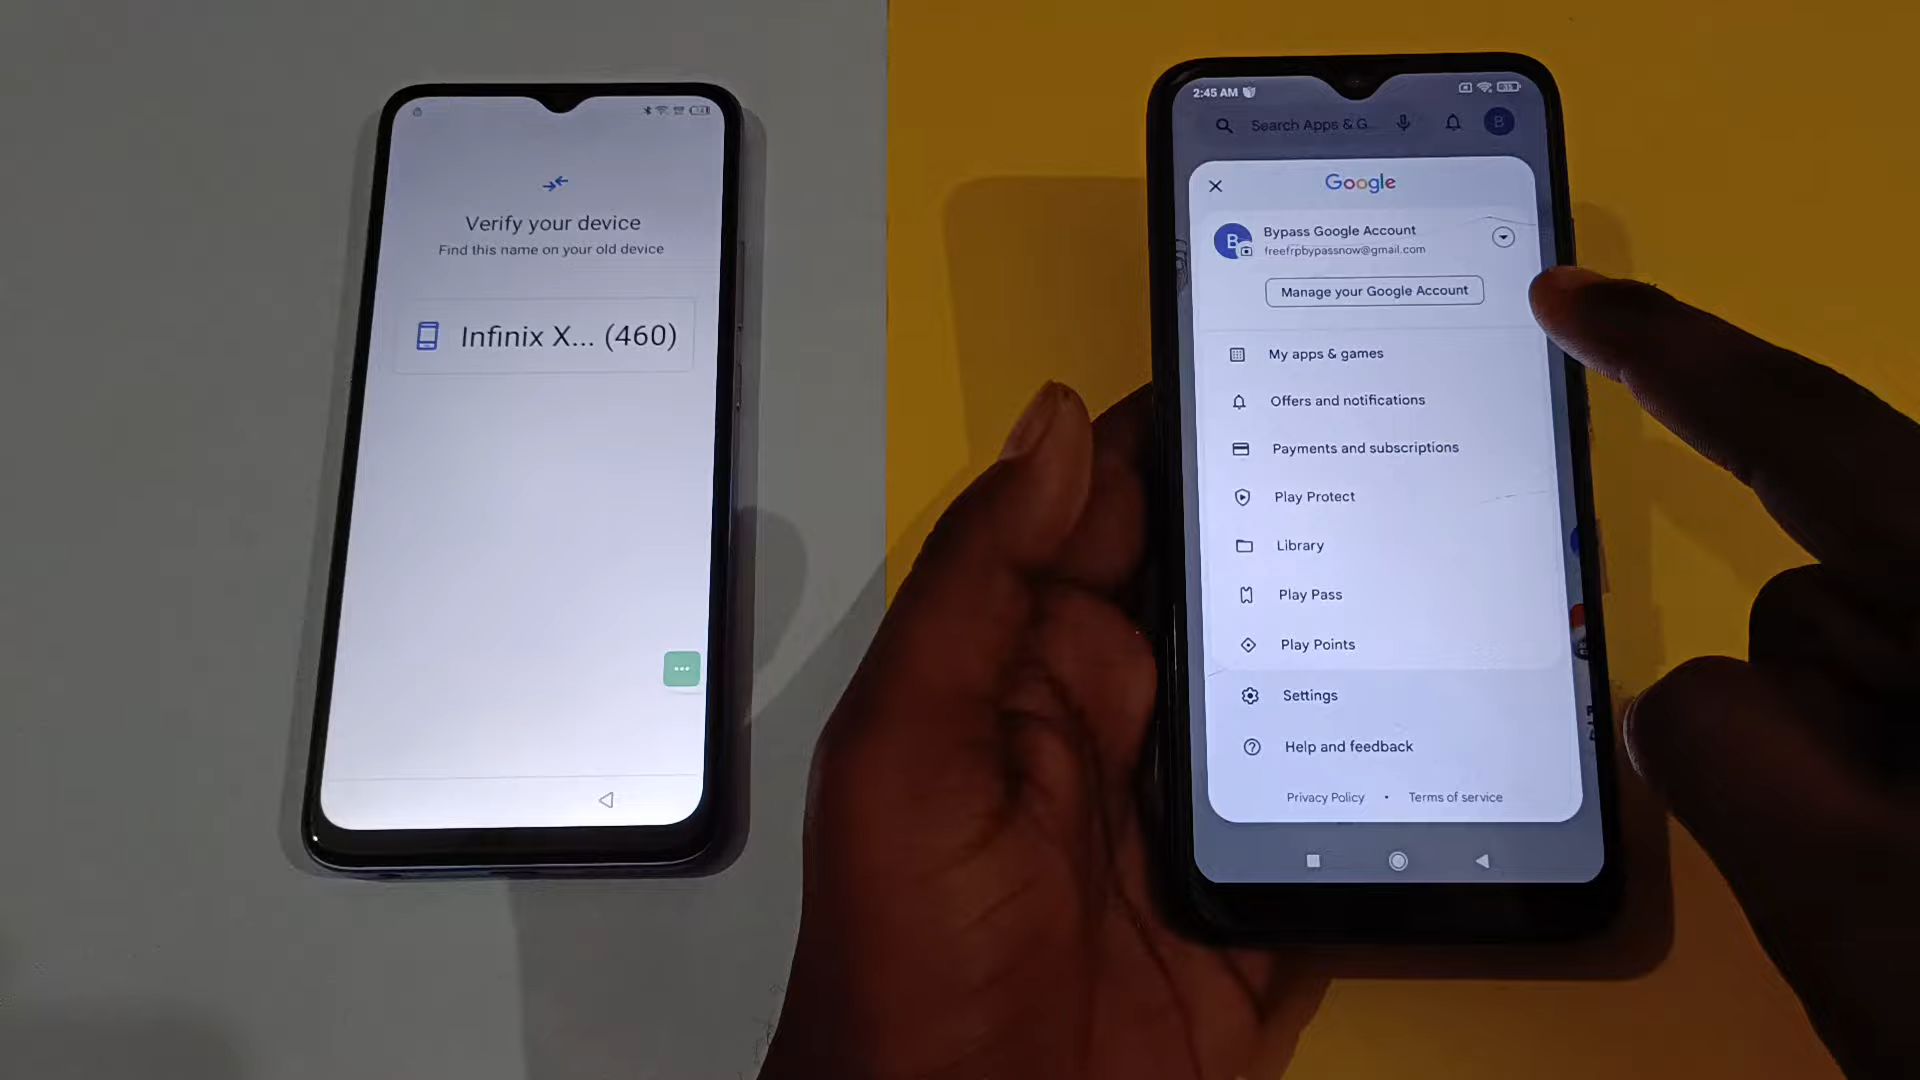 Verify your device
Find this name on your old device
Infinix X... (460)
2:45 AM
Search Apps & G
B
Google
B
Bypass Google Account
freefrpbypassnow@gmail.com
Manage your Google Account
My apps & games
Offers and notifications
Payments and subscriptions
Play Protect
Library
Play Pass
Play Points
Settings
Help and feedback
Privacy Policy • Terms of service